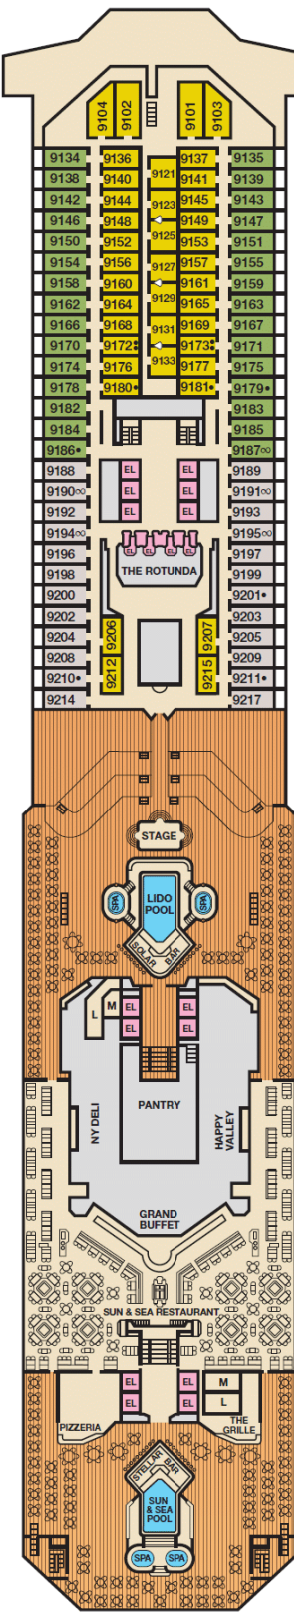 9104 9102 9101 9103
9134 9136 9137 9135
9121
9138 9140 9141 9139
9142 9144 9123 9145 9143
9146 9148 9149 9147
9125
9150 9152 9153 9151
9154 9156 9127 9157 9155
9158 9160 9161 9159
9129
9162 9164 9165 9163
9166 9168 9131 9169 9167
9170 9172 9173 9171
9133
9174 9176 9177 9175
9178 9180• 9181• 9179•
9182 9183
9184 9185
9186• 9187∞
9188 EL EL 9189
9190∞ EL EL 9191∞
9192 EL EL 9193
9194∞ 9195∞
9196 EL EL EL EL 9197
9198 THE ROTUNDA 9199
9200 9201•
9202 9206 9207 9203
9204 9205
9208 9212 9215 9209
9210• 9211•
9214 9217
STAGE
SPA LIDO POOL SPA
SOLAR BAR
L M EL EL
EL EL
NY DELI
PANTRY
HAPPY VALLEY
GRAND
BUFFET
SUN & SEA RESTAURANT
EL EL M
EL EL L
PIZZERIA
THE
GRILLE
STELLAR BAR
SUN
& SEA
POOL
SPA SPA